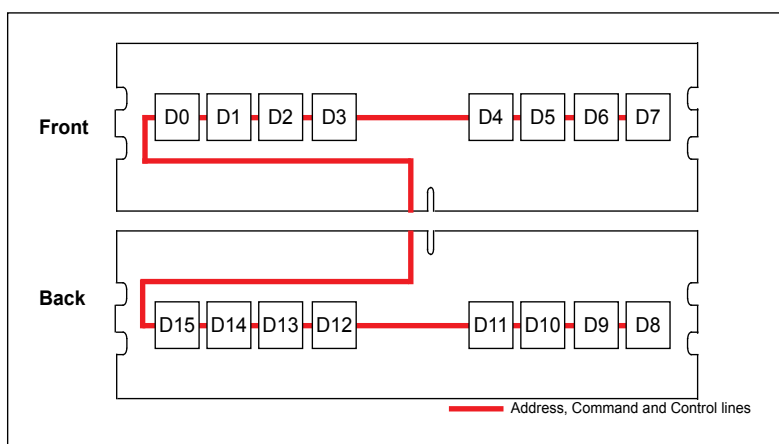 Front
D0 D1 D2 D3 D4 D5 D6 D7
Back
D15 D14 D13 D12 D11 D10 D9 D8
Address, Command and Control lines